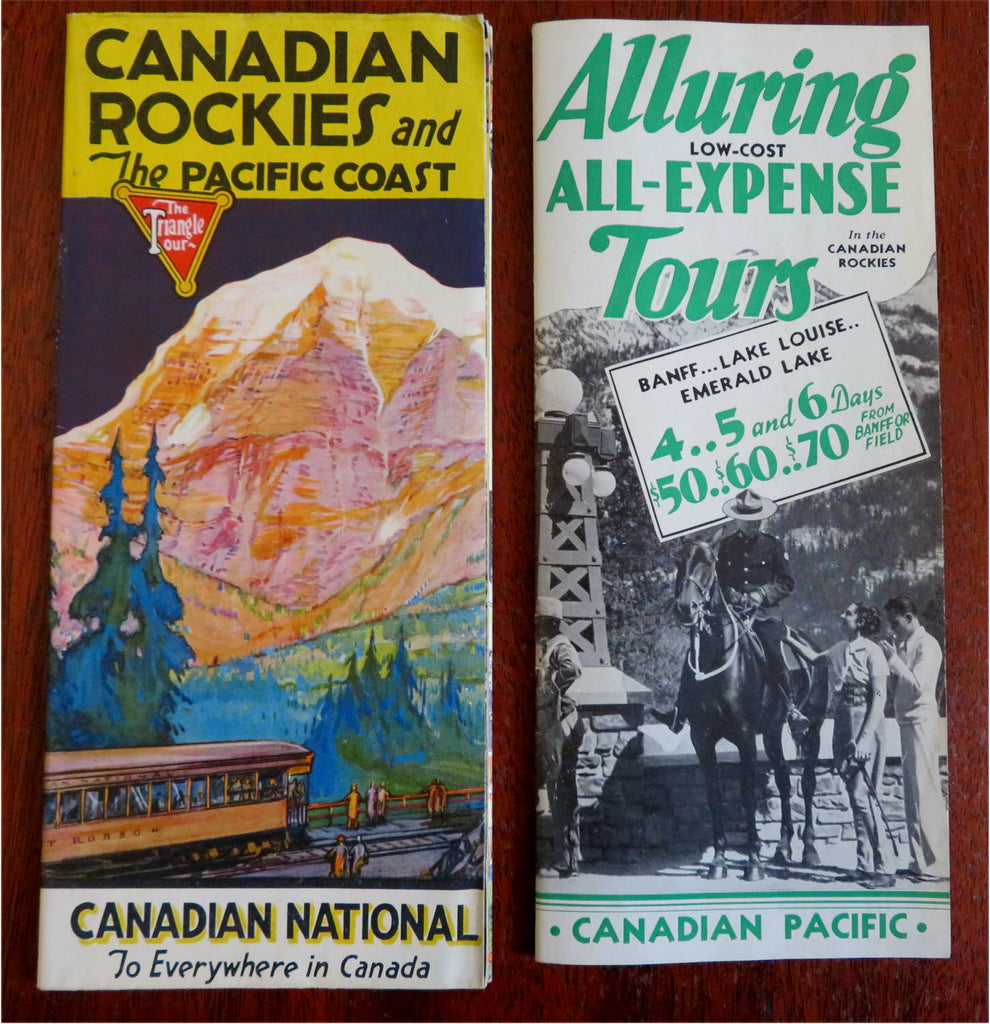 CANADIAN
ROCKIES and
The PACIFIC COAST
The
Triangle
Tour
CANADIAN NATIONAL
To Everywhere in Canada
Alluring
LOW-COST
ALL-EXPENSE
Tours
In the
CANADIAN
ROCKIES
BANFF...LAKE LOUISE..
EMERALD LAKE
4..5 and 6 Days
$50..$60..$70 FROM
BANFF OR
FIELD
• CANADIAN PACIFIC •